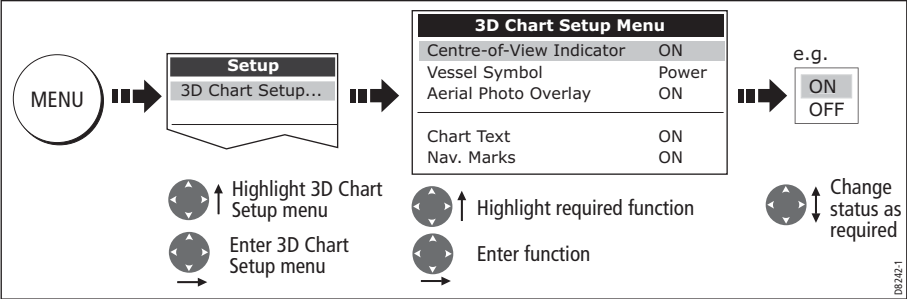 MENU
Setup
3D Chart Setup...
3D Chart Setup Menu
Centre-of-View Indicator ON
Vessel Symbol Power
Aerial Photo Overlay ON
Chart Text ON
Nav. Marks ON
e.g.
ON
OFF
Highlight 3D Chart
Setup menu
Enter 3D Chart
Setup menu
Highlight required function
Enter function
Change
status as
required
D8242-1